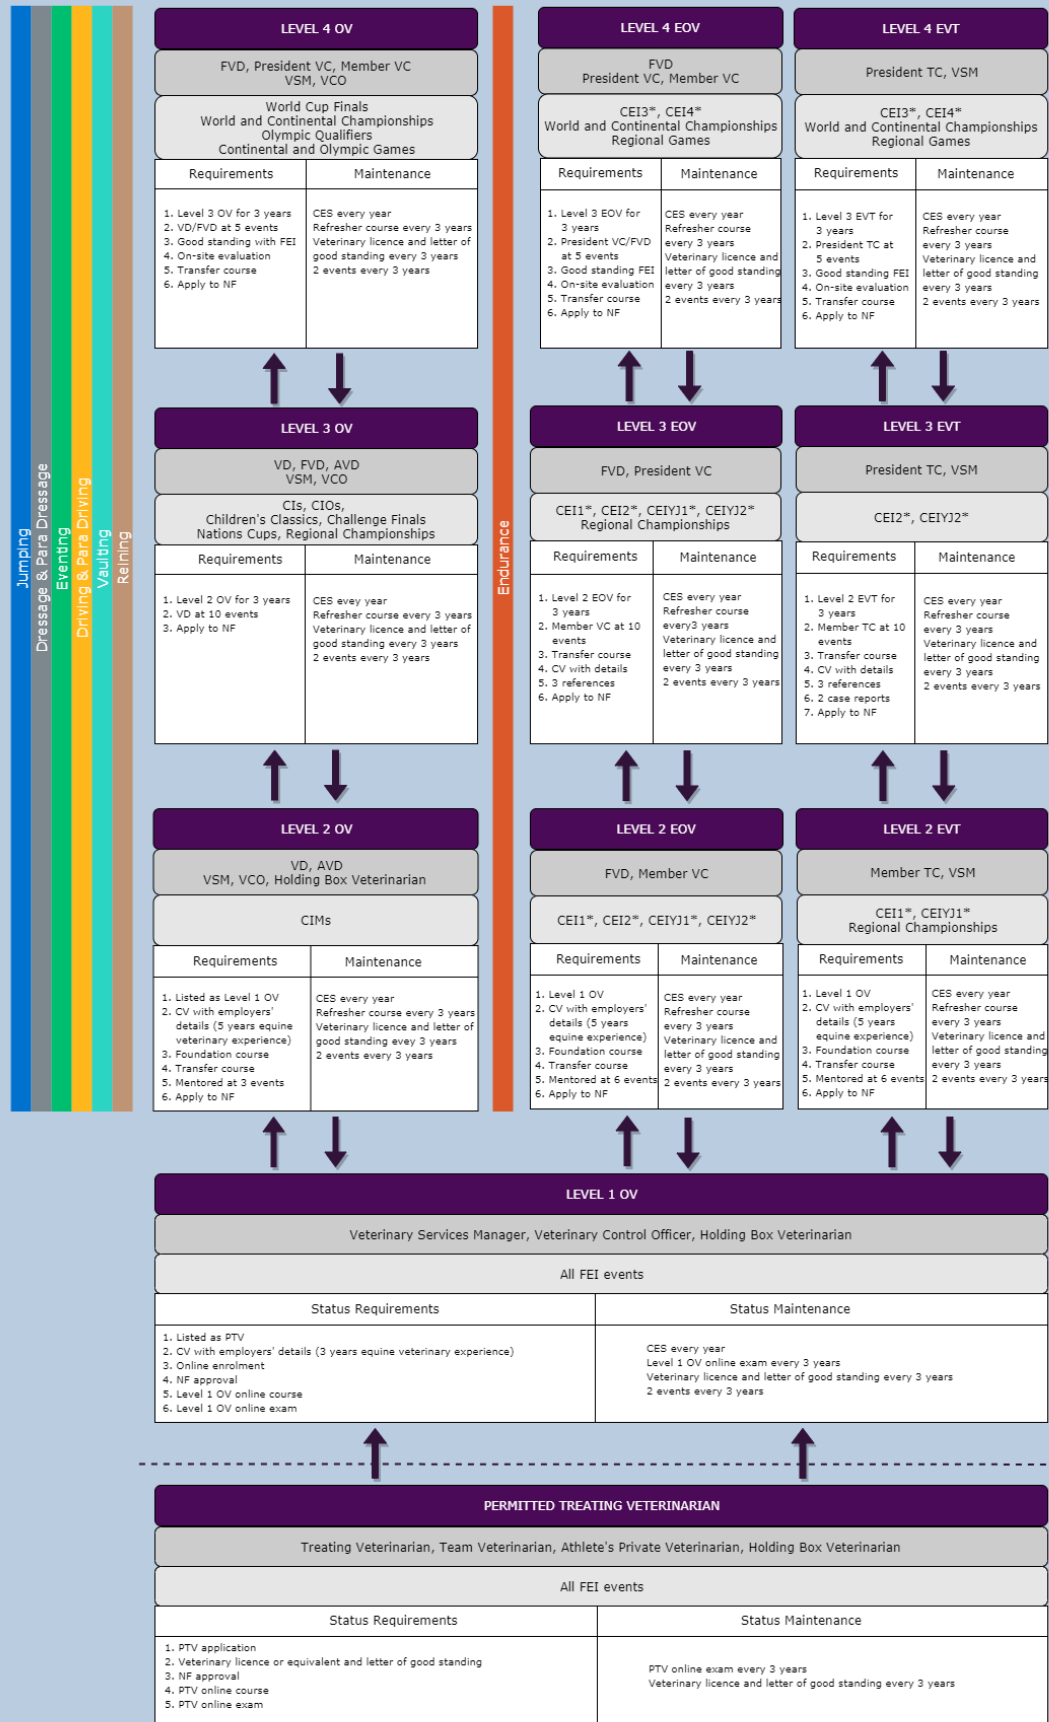 Jumping
Dressage & Para Dressage
Eventing
Driving & Para Driving
Vaulting
Reining
LEVEL 4 OV
FVD, President VC, Member VC
VSM, VCO
World Cup Finals
World and Continental Championships
Olympic Qualifiers
Continental and Olympic Games
Requirements
1. Level 3 OV for 3 years
2. VD/FVD at 5 events
3. Good standing with FEI
4. On-site evaluation
5. Transfer course
6. Apply to NF
Maintenance
CES every year
Refresher course every 3 years
Veterinary licence and letter of
good standing every 3 years
2 events every 3 years
LEVEL 3 OV
VD, FVD, AVD
VSM, VCO
CIs, CIOs,
Children's Classics, Challenge Finals
Nations Cups, Regional Championships
Requirements
1. Level 2 OV for 3 years
2. VD at 10 events
3. Apply to NF
Maintenance
CES evey year
Refresher course every 3 years
Veterinary licence and letter of
good standing every 3 years
2 events every 3 years
LEVEL 2 OV
VD, AVD
VSM, VCO, Holding Box Veterinarian
CIMs
Requirements
1. Listed as Level 1 OV
2. CV with employers'
details (5 years equine
veterinary experience)
3. Foundation course
4. Transfer course
5. Mentored at 3 events
6. Apply to NF
Maintenance
CES every year
Refresher course every 3 years
Veterinary licence and letter of
good standing evey 3 years
2 events every 3 years
Endurance
LEVEL 4 EOV
FVD
President VC, Member VC
CEI3*, CEI4*
World and Continental Championships
Regional Games
Requirements
1. Level 3 EOV for
3 years
2. President VC/FVD
at 5 events
3. Good standing FEI
4. On-site evaluation
5. Transfer course
6. Apply to NF
Maintenance
CES every year
Refresher course
every 3 years
Veterinary licence and
letter of good standing
every 3 years
2 events every 3 years
LEVEL 3 EOV
FVD, President VC
CEI1*, CEI2*, CEIYJ1*, CEIYJ2*
Regional Championships
Requirements
1. Level 2 EOV for
3 years
2. Member VC at 10
events
3. Transfer course
4. CV with details
5. 3 references
6. Apply to NF
Maintenance
CES every year
Refresher course
every3 years
Veterinary licence and
letter of good standing
every 3 years
2 events every 3 years
LEVEL 2 EOV
FVD, Member VC
CEI1*, CEI2*, CEIYJ1*, CEIYJ2*
Requirements
1. Level 1 OV
2. CV with employers'
details (5 years
equine experience)
3. Foundation course
4. Transfer course
5. Mentored at 6 events
6. Apply to NF
Maintenance
CES every year
Refresher course
every 3 years
Veterinary licence and
letter of good standing
every 3 years
2 events every 3 years
LEVEL 4 EVT
President TC, VSM
CEI3*, CEI4*
World and Continental Championships
Regional Games
Requirements
1. Level 3 EVT for
3 years
2. President TC at
5 events
3. Good standing FEI
4. On-site evaluation
5. Transfer course
6. Apply to NF
Maintenance
CES every year
Refresher course
every 3 years
Veterinary licence and
letter of good standing
every 3 years
2 events every 3 years
LEVEL 3 EVT
President TC, VSM
CEI2*, CEIYJ2*
Requirements
1. Level 2 EVT for
3 years
2. Member TC at 10
events
3. Transfer course
4. CV with details
5. 3 references
6. 2 case reports
7. Apply to NF
Maintenance
CES every year
Refresher course
every 3 years
Veterinary licence and
letter of good standing
every 3 years
2 events every 3 years
LEVEL 2 EVT
Member TC, VSM
CEI1*, CEIYJ1*
Regional Championships
Requirements
1. Level 1 OV
2. CV with employers'
details (5 years
equine experience)
3. Foundation course
4. Transfer course
5. Mentored at 6 events
6. Apply to NF
Maintenance
CES every year
Refresher course
every 3 years
Veterinary licence and
letter of good standing
every 3 years
2 events every 3 years
LEVEL 1 OV
Veterinary Services Manager, Veterinary Control Officer, Holding Box Veterinarian
All FEI events
Status Requirements
1. Listed as PTV
2. CV with employers' details (3 years equine veterinary experience)
3. Online enrolment
4. NF approval
5. Level 1 OV online course
6. Level 1 OV online exam
Status Maintenance
CES every year
Level 1 OV online exam every 3 years
Veterinary licence and letter of good standing every 3 years
2 events every 3 years
PERMITTED TREATING VETERINARIAN
Treating Veterinarian, Team Veterinarian, Athlete's Private Veterinarian, Holding Box Veterinarian
All FEI events
Status Requirements
1. PTV application
2. Veterinary licence or equivalent and letter of good standing
3. NF approval
4. PTV online course
5. PTV online exam
Status Maintenance
PTV online exam every 3 years
Veterinary licence and letter of good standing every 3 years